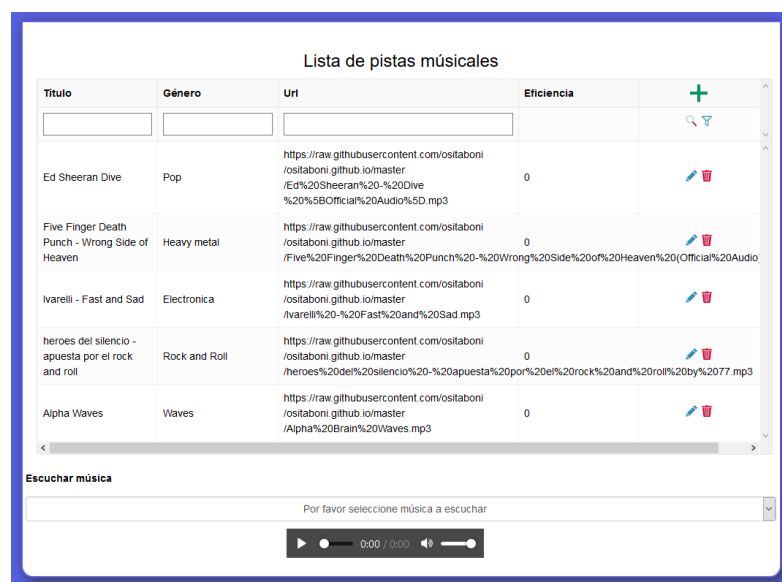 Lista de pistas músicales
Título Género Url Eficiencia
https://raw.githubusercontent.com/ositaboni
/ositaboni.github.io/master
Ed Sheeran Dive Pop /Ed%20Sheeran%20-%20Dive 0
%20%5BOfficial%20Audio%5D.mp3
Five Finger Death https://raw.githubusercontent.com/ositaboni
Punch - Wrong Side of Heavy metal /ositaboni.github.io/master 0
Heaven /Five%20Finger%20Death%20Punch%20-%20Wrong%20Side%20of%20Heaven%20(Official%20Audio)
https://raw.githubusercontent.com/ositaboni
Ivarelli - Fast and Sad Electronica /ositaboni.github.io/master 0
/Ivarelli%20-%20Fast%20and%20Sad.mp3
heroes del silencio - https://raw.githubusercontent.com/ositaboni
apuesta por el rock Rock and Roll /ositaboni.github.io/master 0
and roll /heroes%20del%20silencio%20-%20apuesta%20por%20el%20rock%20and%20roll%20by%2077.mp3
https://raw.githubusercontent.com/ositaboni
Alpha Waves Waves /ositaboni.github.io/master 0
/Alpha%20Brain%20Waves.mp3
Escuchar música
Por favor seleccione música a escuchar
0:00 / 0:00